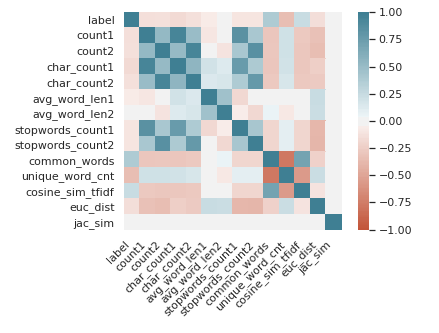 label
count1
count2
char_count1
char_count2
avg_word_len1
avg_word_len2
stopwords_count1
stopwords_count2
common_words
unique_word_cnt
cosine_sim_tfidf
euc_dist
jac_sim
label
count1
count2
char_count1
char_count2
avg_word_len1
avg_word_len2
stopwords_count1
stopwords_count2
common_words
unique_word_cnt
cosine_sim_tfidf
euc_dist
jac_sim
1.00
0.75
0.50
0.25
0.00
−0.25
−0.50
−0.75
−1.00